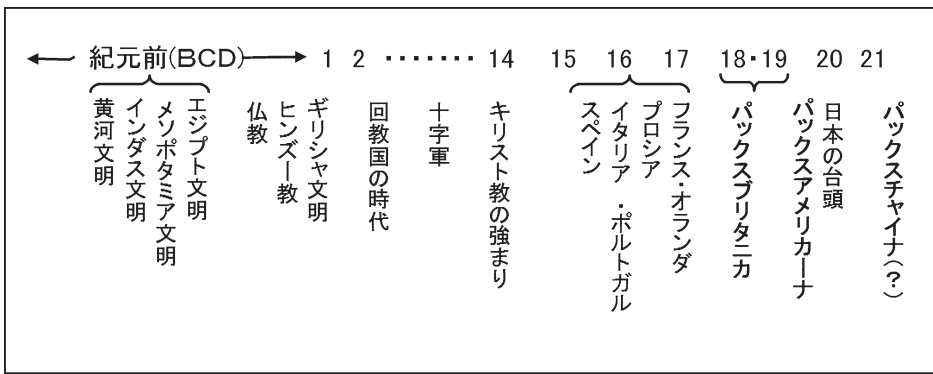 紀元前(BCD) 1 2 ・・・・・・・・ 14 15 16 17 18・19 20 21
黄河文明
インダス文明
メソポタミア文明
エジプト文明
仏教
ヒンズー教
ギリシャ文明
回教国の時代
十字軍
キリスト教の強まり
スペイン
イタリア・ポルトガル
プロシア
フランス・オランダ
パックスブリタニカ
パックスアメリカーナ
日本の台頭
パックスチャイナ(?)